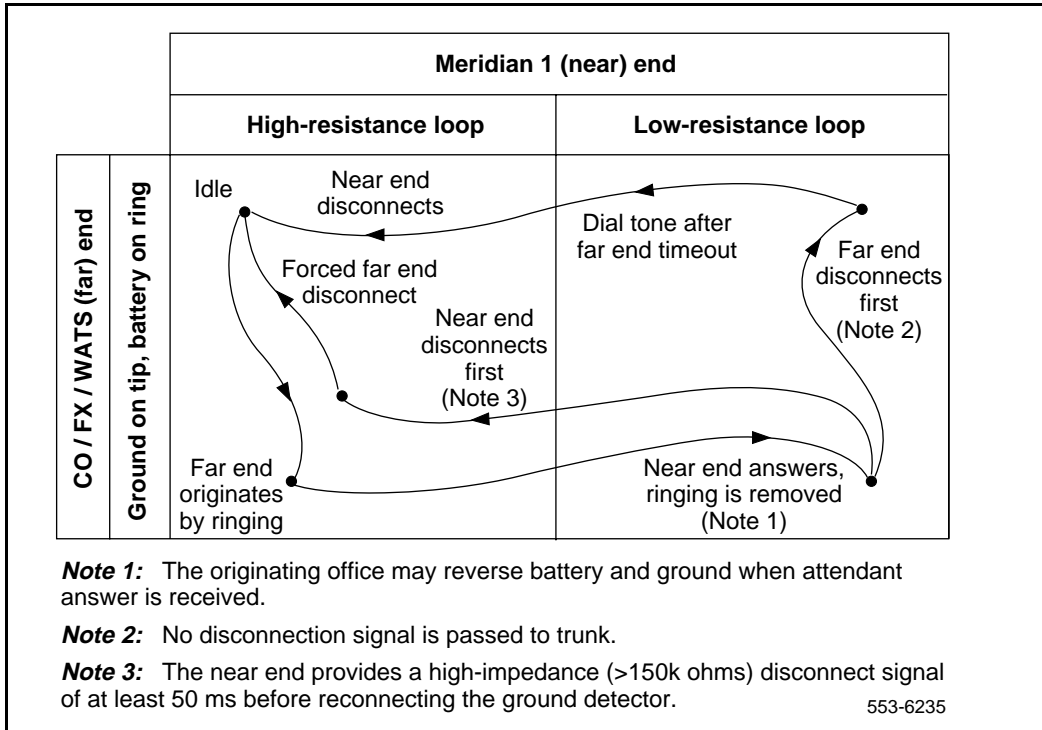 Meridian 1 (near) end
High-resistance loop
Low-resistance loop
CO / FX / WATS (far) end
Ground on tip, battery on ring
Idle
Near end
disconnects
Dial tone after
far end timeout
Far end
disconnects
first
(Note 2)
Forced far end
disconnect
Near end
disconnects
first
(Note 3)
Far end
originates
by ringing
Near end answers,
ringing is removed
(Note 1)
Note 1: The originating office may reverse battery and ground when attendant
answer is received.
Note 2: No disconnection signal is passed to trunk.
Note 3: The near end provides a high-impedance (>150k ohms) disconnect signal
of at least 50 ms before reconnecting the ground detector.
553-6235